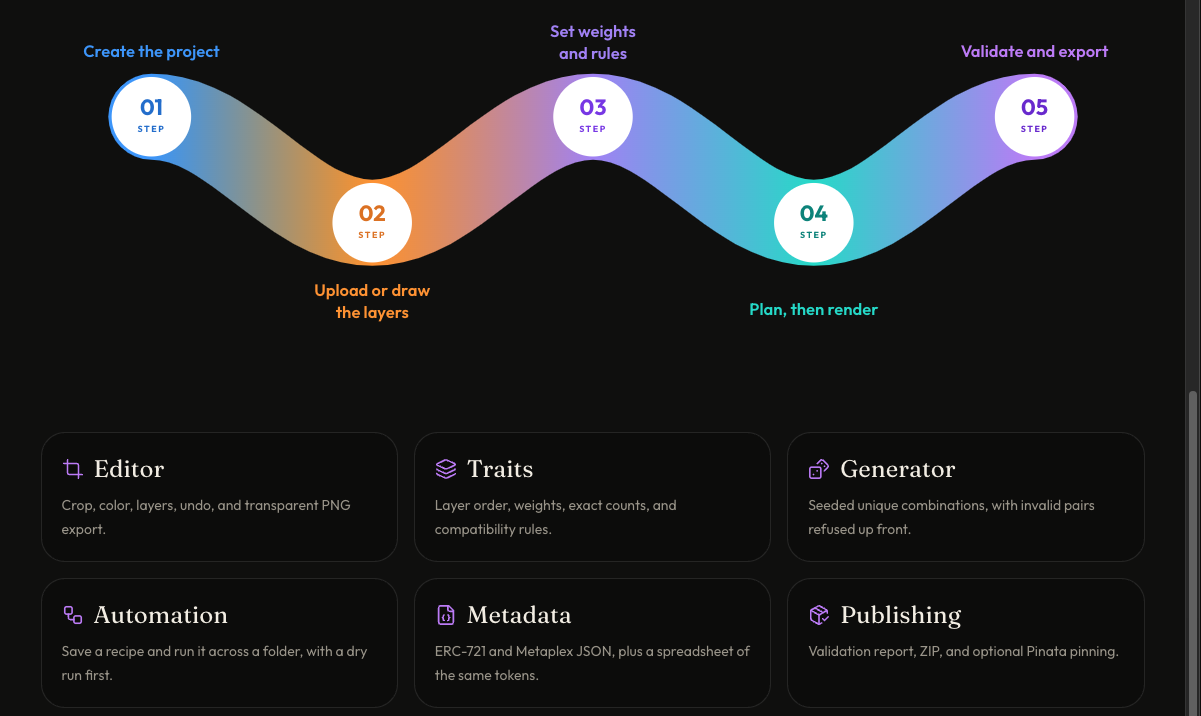 Create the project
Set weights
and rules
Validate and export
01
STEP
03
STEP
05
STEP
02
STEP
04
STEP
Upload or draw
the layers
Plan, then render
Editor
Crop, color, layers, undo, and transparent PNG
export.
Traits
Layer order, weights, exact counts, and
compatibility rules.
Generator
Seeded unique combinations, with invalid pairs
refused up front.
Automation
Save a recipe and run it across a folder, with a dry
run first.
Metadata
ERC-721 and Metaplex JSON, plus a spreadsheet of
the same tokens.
Publishing
Validation report, ZIP, and optional Pinata pinning.